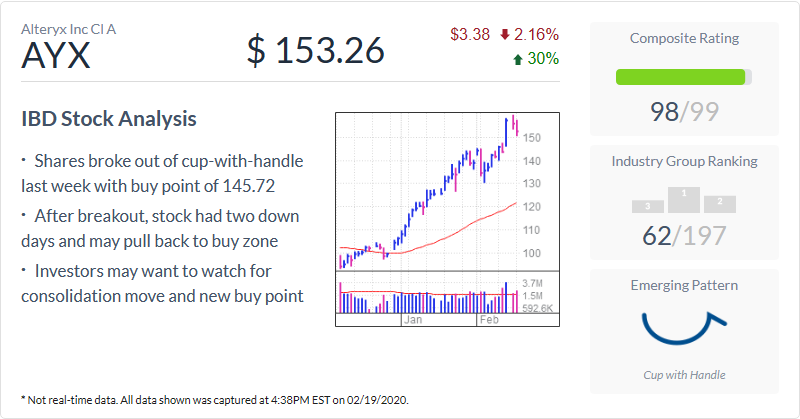 Alteryx Inc Cl A
AYX
$ 153.26
$3.38 2.16%
30%
IBD Stock Analysis
· Shares broke out of cup-with-handle
last week with buy point of 145.72
· After breakout, stock had two down
days and may pull back to buy zone
· Investors may want to watch for
consolidation move and new buy point
150
140
130
120
110
100
3.7M
1.5M
592.6K
Jan Feb
Composite Rating
98/99
Industry Group Ranking
3 1 2
62/197
Emerging Pattern
Cup with Handle
* Not real-time data. All data shown was captured at 4:38PM EST on 02/19/2020.